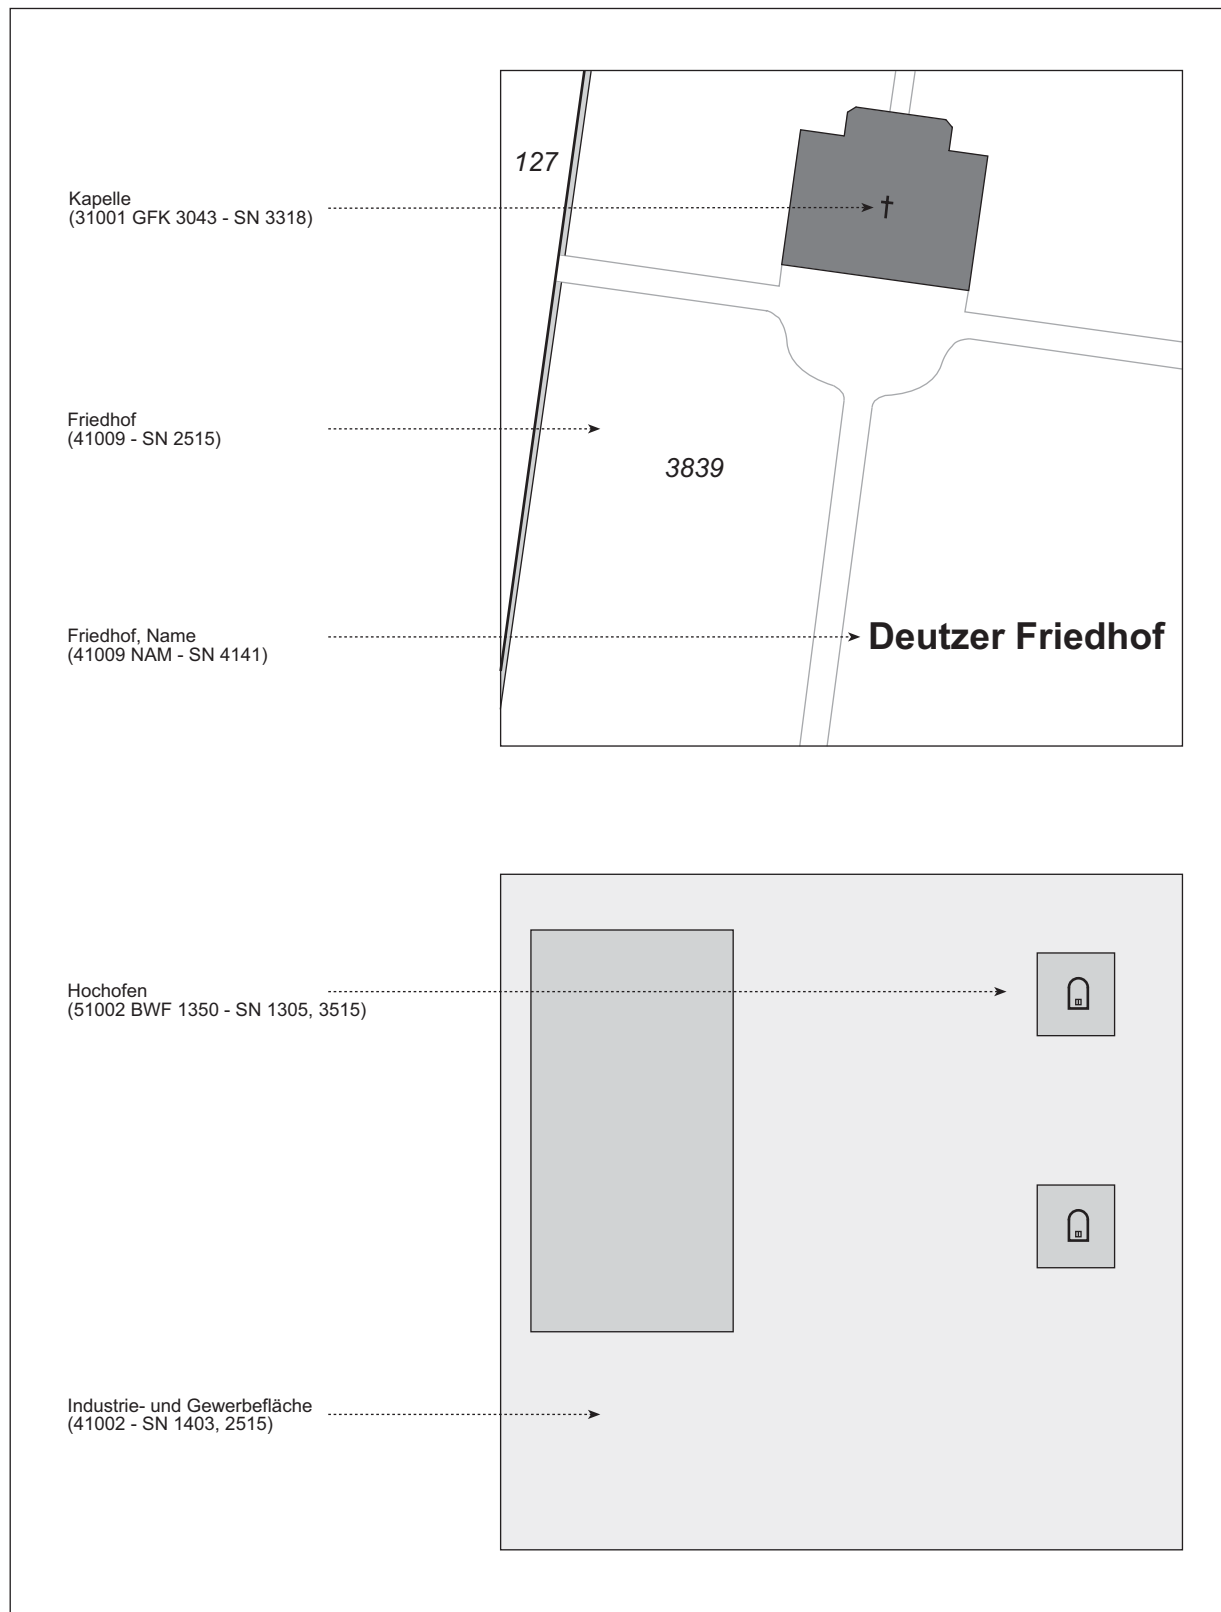 127
Kapelle
(31001 GFK 3043 - SN 3318)
Friedhof
(41009 - SN 2515)
3839
Friedhof, Name
(41009 NAM - SN 4141)
Deutzer Friedhof
Hochofen
(51002 BWF 1350 - SN 1305, 3515)
Industrie- und Gewerbefläche
(41002 - SN 1403, 2515)